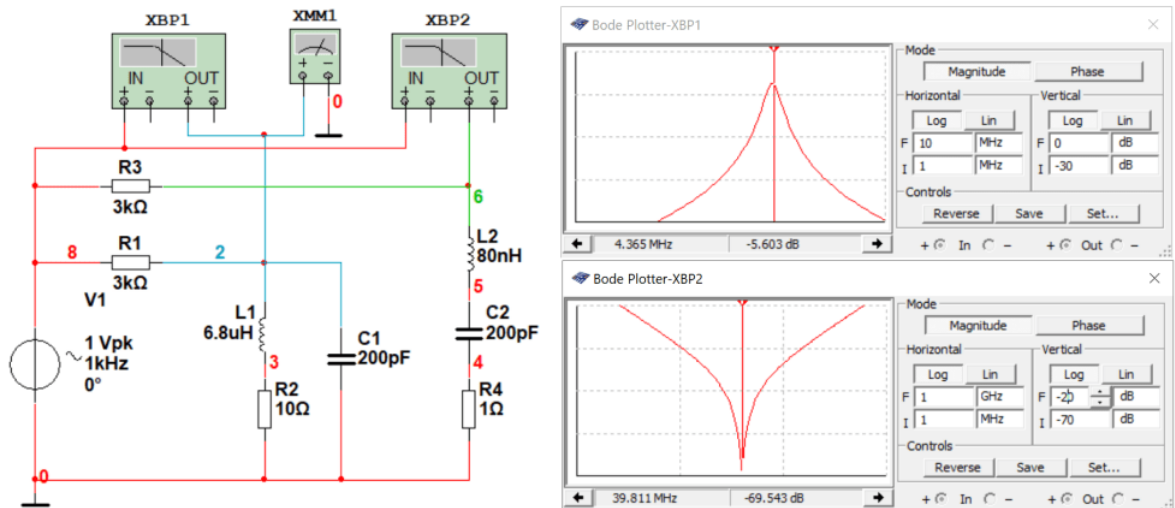 XBP1
XMM1
XBP2
IN OUT
IN OUT
+ − + −
+ −
+ − + −
0
R3
3kΩ
6
8
R1
2
3kΩ
L2
80nH
V1
5
L1
6.8uH
C2
200pF
1 Vpk
1kHz
0°
3
C1
200pF
4
R2
10Ω
R4
1Ω
0
Bode Plotter-XBP1
Mode
Magnitude Phase
Horizontal Vertical
Log Lin Log Lin
F 10 MHz F 0 dB
I 1 MHz I -30 dB
Controls
Reverse Save Set...
4.365 MHz -5.603 dB
+ In − + Out −
Bode Plotter-XBP2
Mode
Magnitude Phase
Horizontal Vertical
Log Lin Log Lin
F 1 GHz F -20 dB
I 1 MHz I -70 dB
Controls
Reverse Save Set...
39.811 MHz -69.543 dB
+ In − + Out −